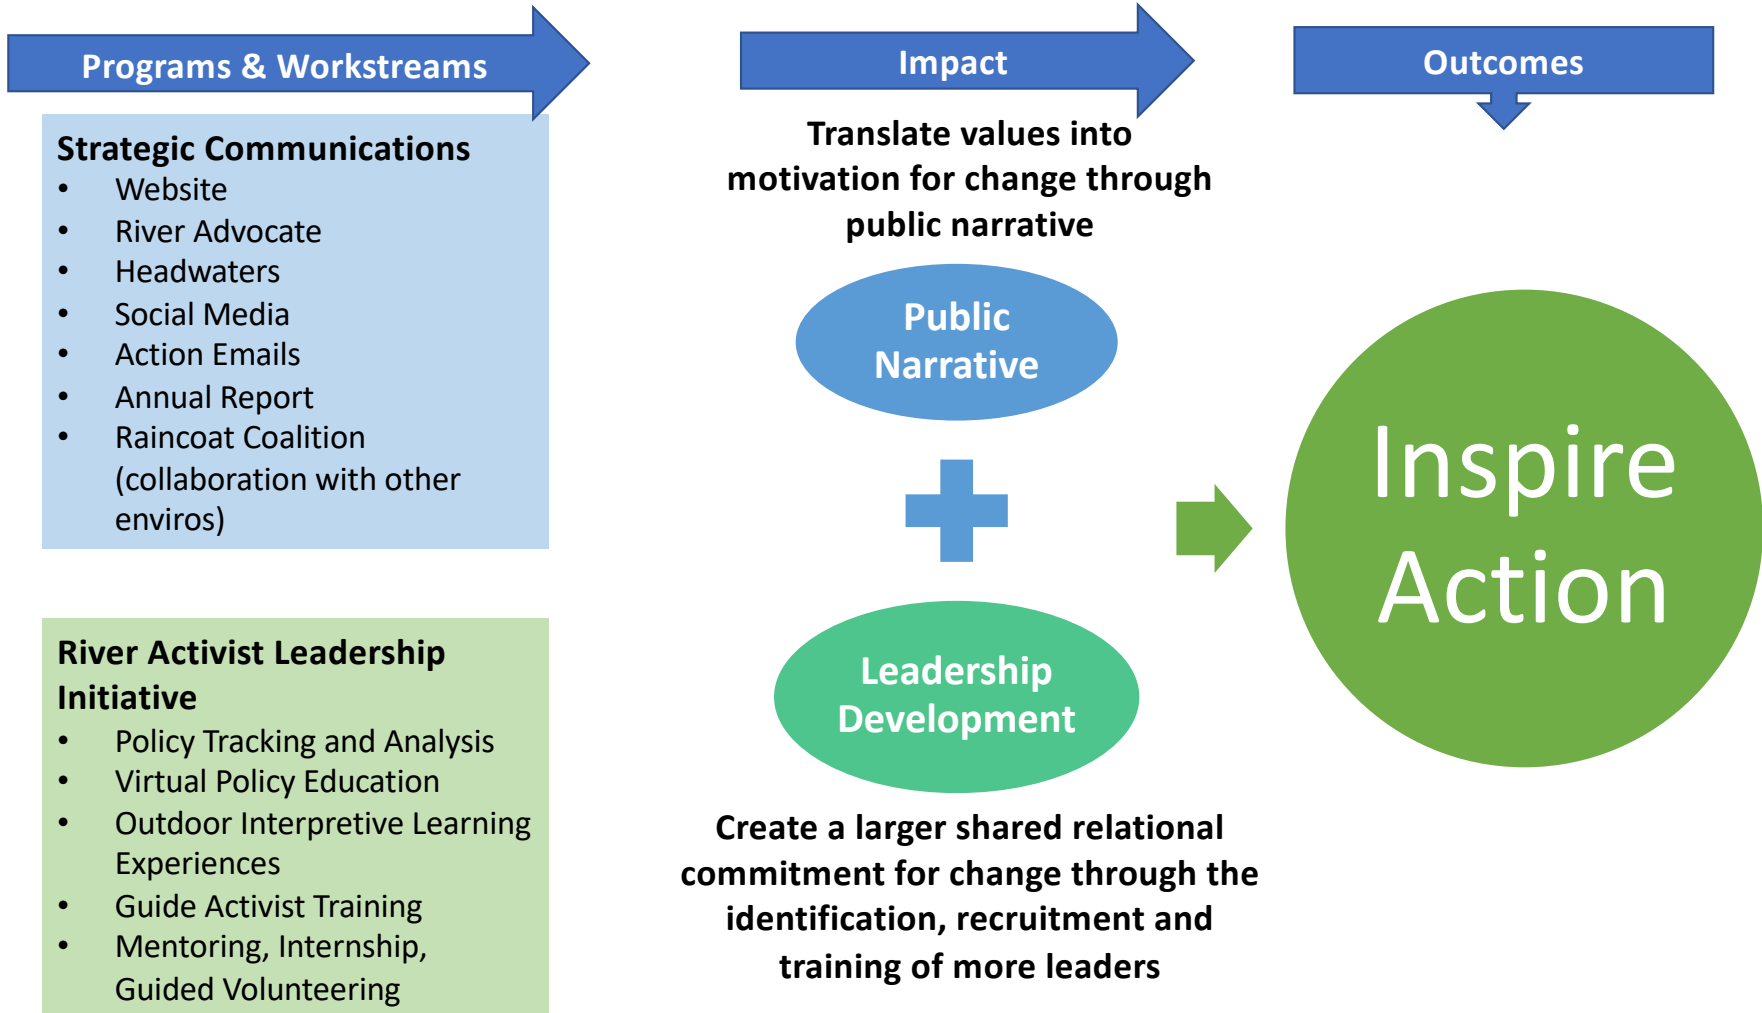 Programs & Workstreams
Strategic Communications
• Website
• River Advocate
• Headwaters
• Social Media
• Action Emails
• Annual Report
• Raincoat Coalition
(collaboration with other
enviros)
River Activist Leadership
Initiative
• Policy Tracking and Analysis
• Virtual Policy Education
• Outdoor Interpretive Learning
Experiences
• Guide Activist Training
• Mentoring, Internship,
Guided Volunteering
Impact
Translate values into
motivation for change through
public narrative
Public
Narrative
Leadership
Development
Create a larger shared relational
commitment for change through the
identification, recruitment and
training of more leaders
Outcomes
Inspire
Action